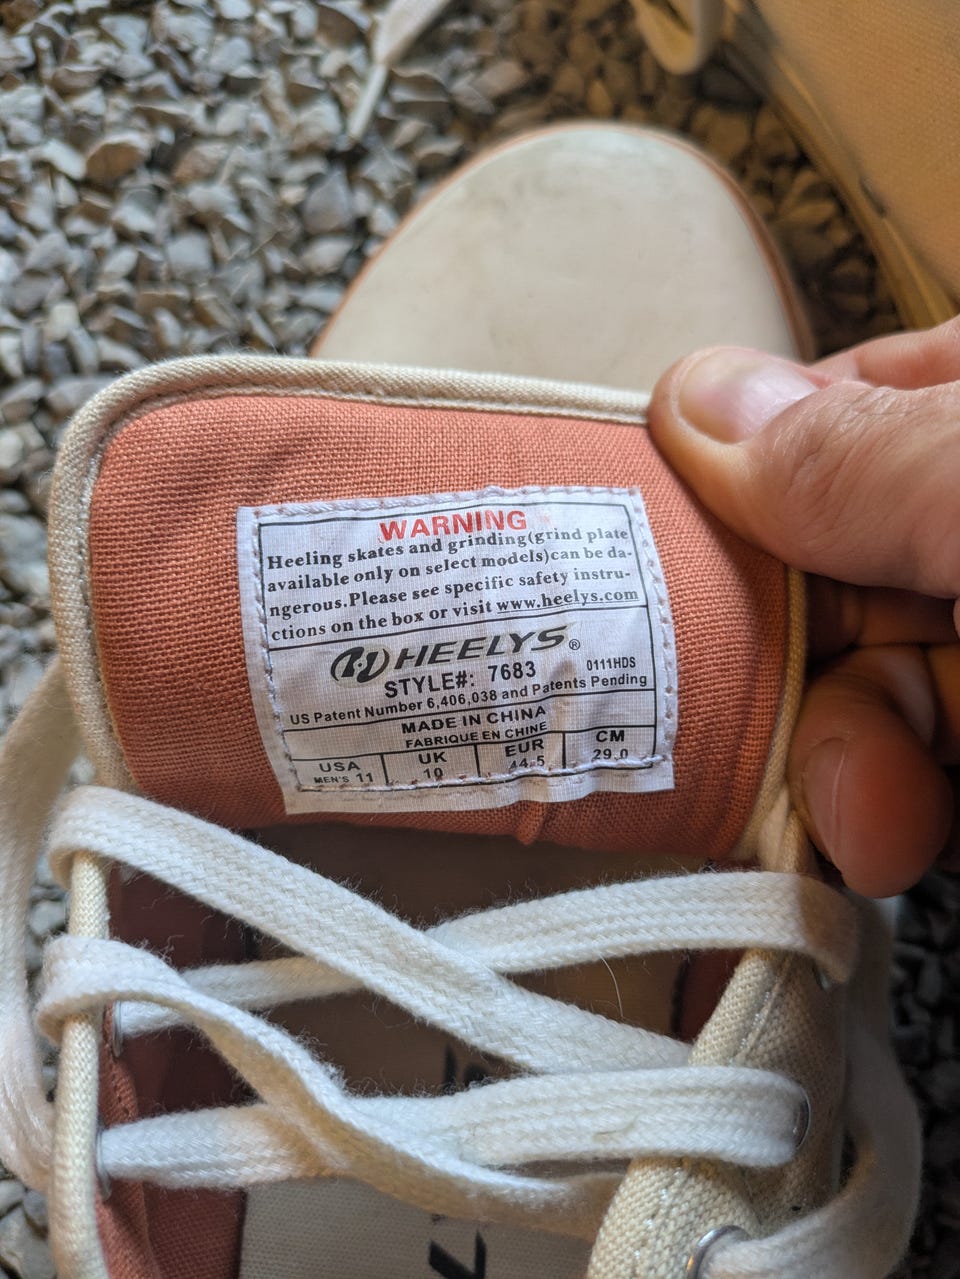 WARNING
Heeling skates and grinding(grind plate
available only on select models)can be da-
ngerous.Please see specific safety instru-
ctions on the box or visit www.heelys.com
HEELYS®
STYLE#: 7683 0111HDS
US Patent Number 6,406,038 and Patents Pending
MADE IN CHINA
FABRIQUE EN CHINE
USA UK EUR CM
MEN'S 11 10 44.5 29.0